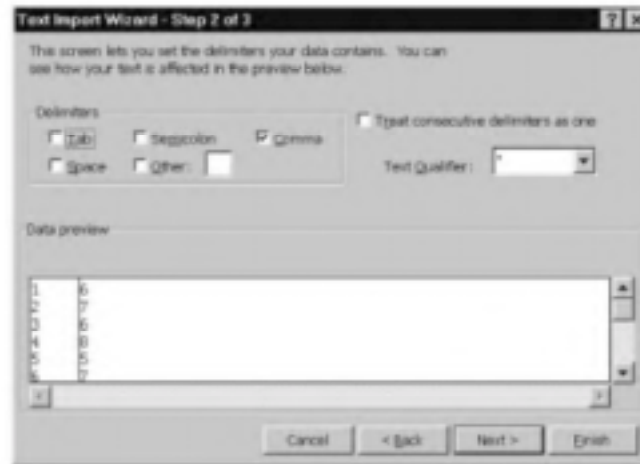 Text Import Wizard - Step 2 of 3
This screen lets you set the delimiters your data contains. You can
see how your text is affected in the preview below.
Delimiters
Tab Semicolon Comma
Space Other:
Treat consecutive delimiters as one
Text Qualifier: "
Data preview
1 6
2 7
3 6
4 8
5 5
6 7
Cancel < Back Next > Finish